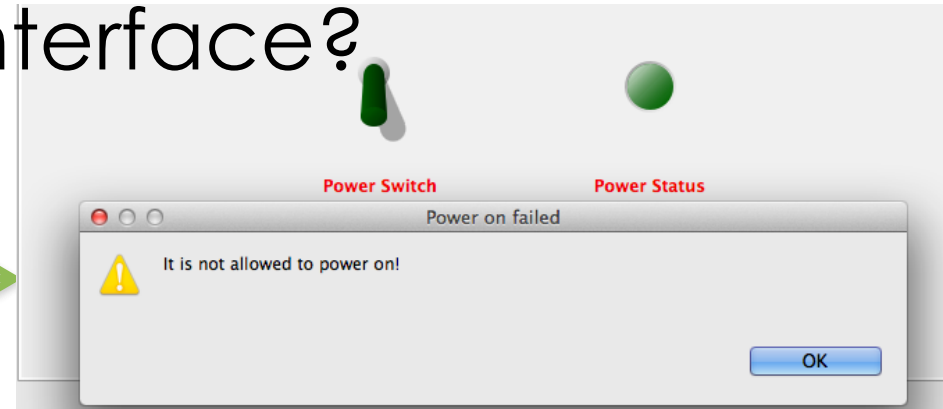 nterface?
Power Switch
Power Status
Power on failed
It is not allowed to power on!
OK